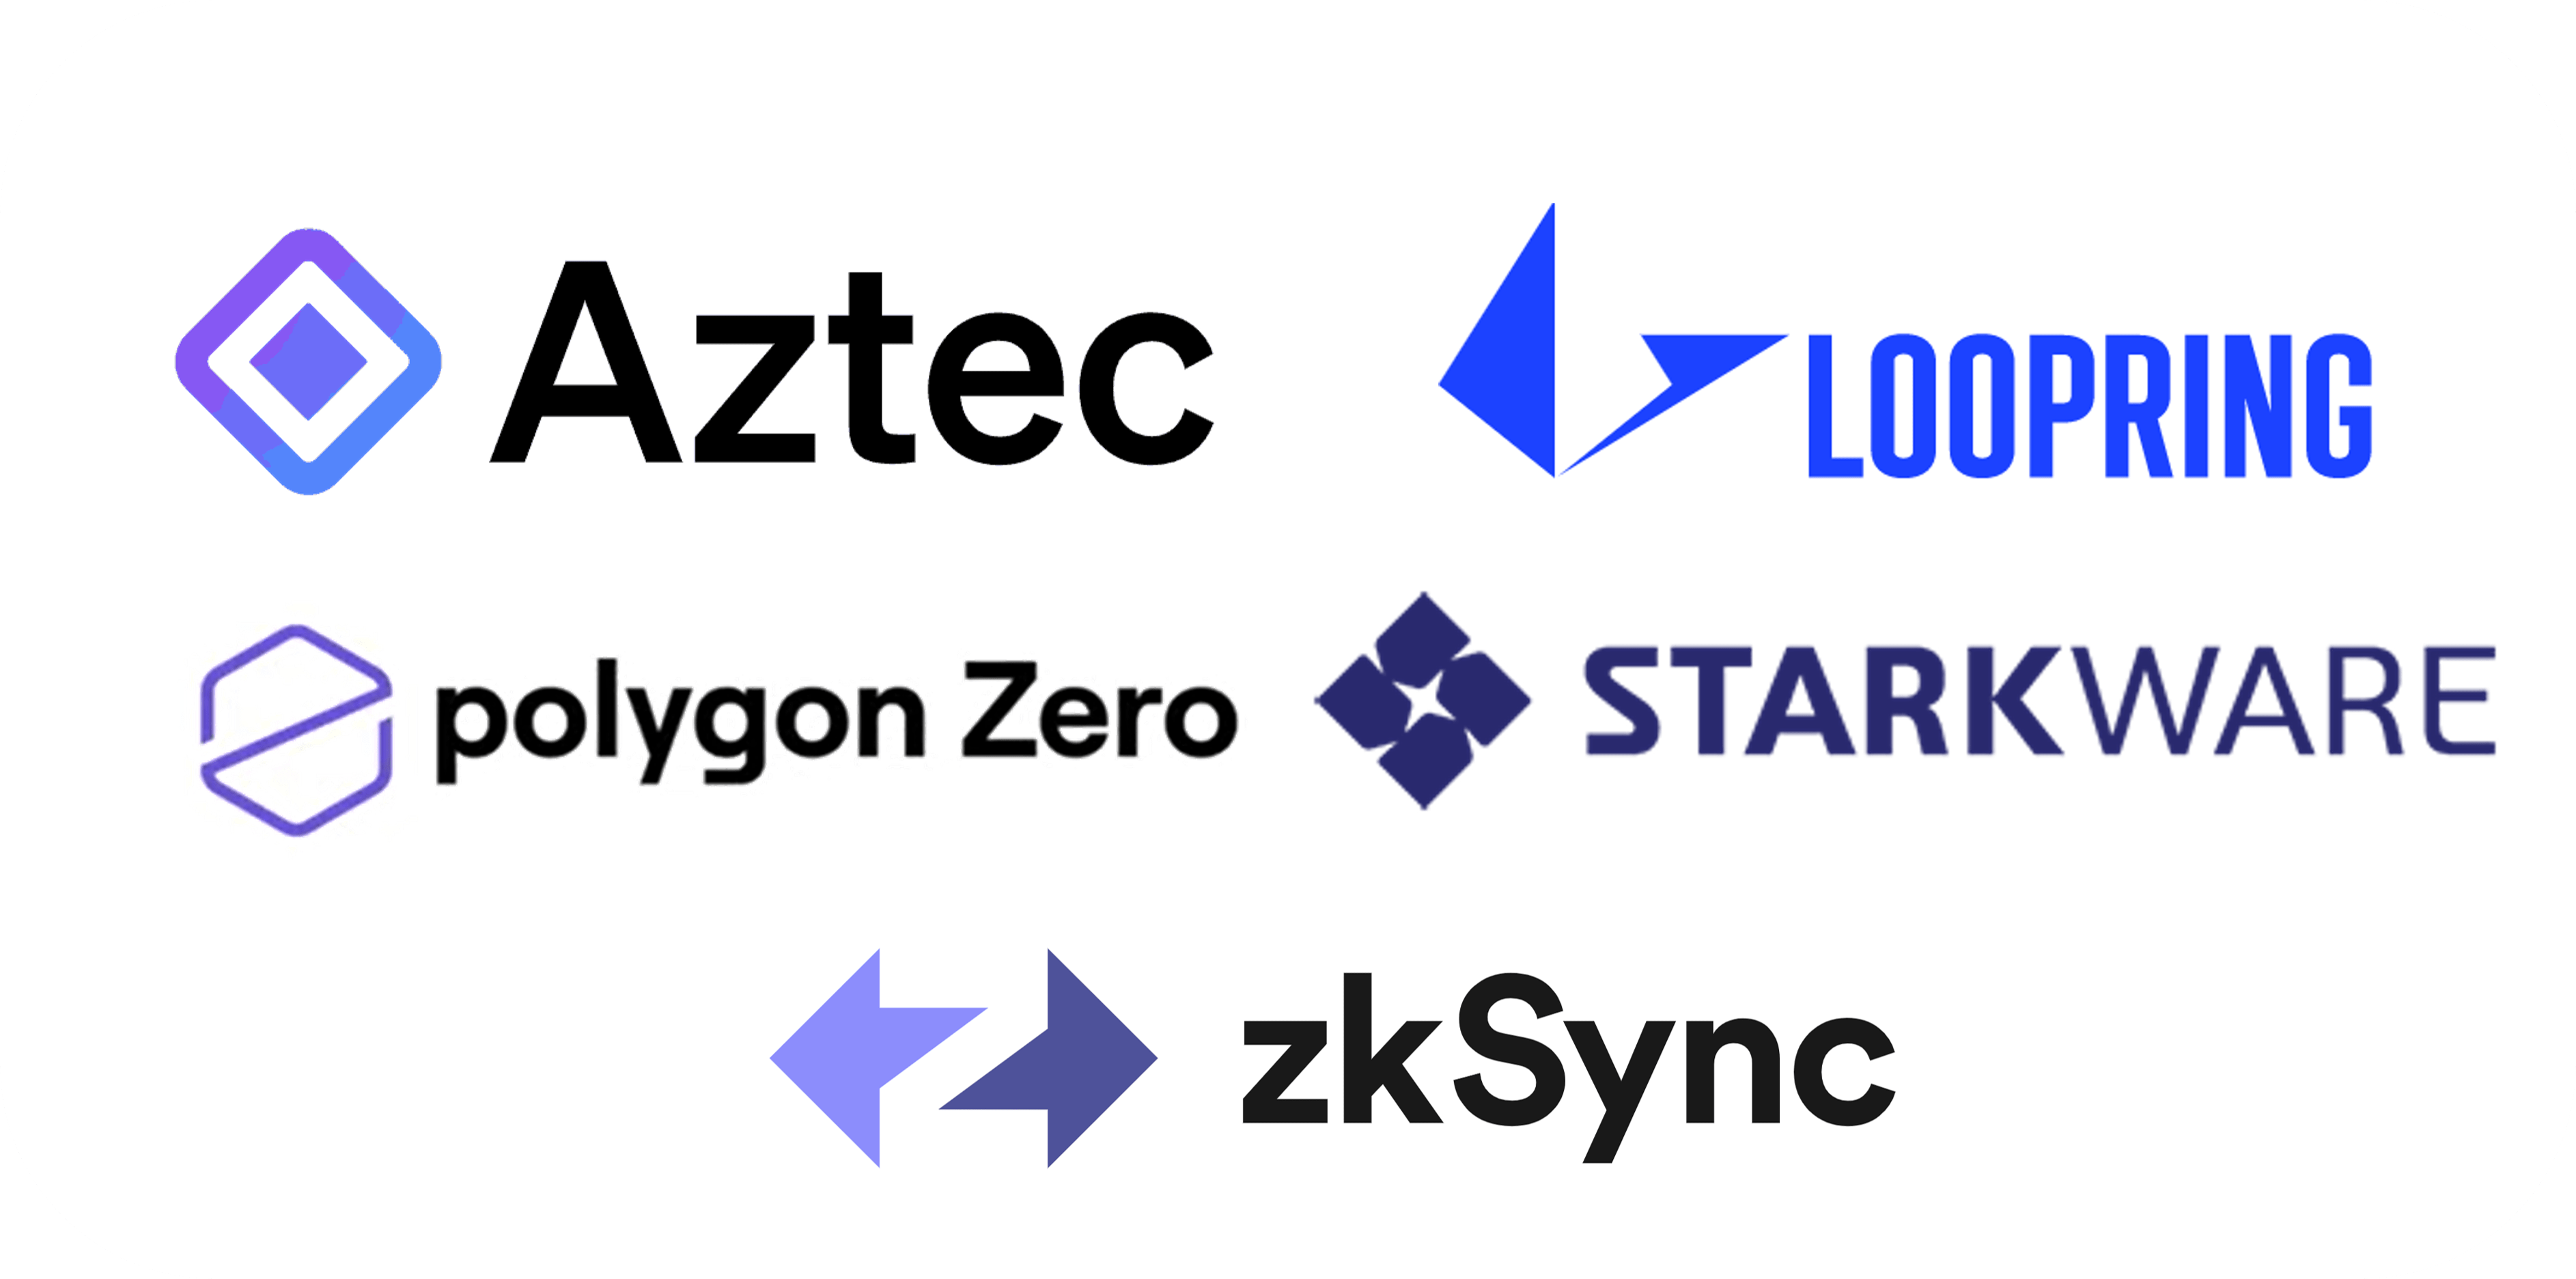 Aztec
LOOPRING
polygon Zero
STARKWARE
zkSync